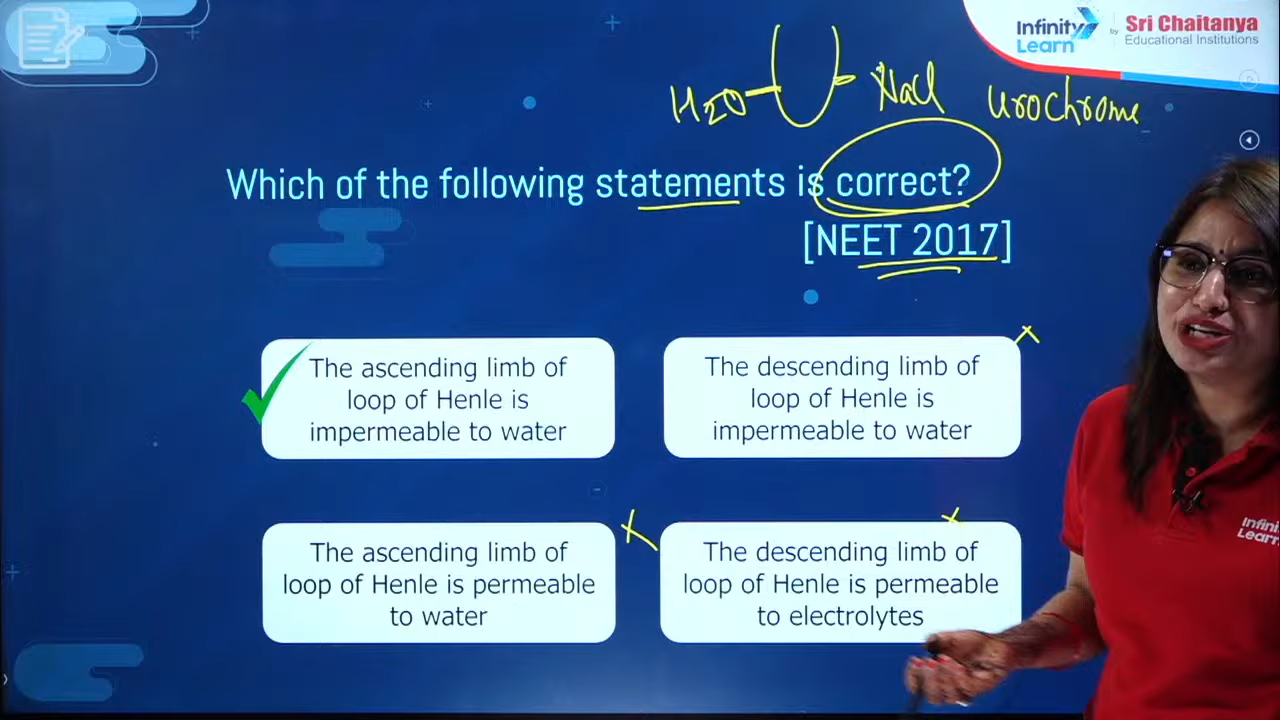 Infinity Learn by Sri Chaitanya Educational Institutions
H2O NaCl urochrome
Which of the following statements is correct?
[NEET 2017]
The ascending limb of
loop of Henle is
impermeable to water
The descending limb of
loop of Henle is
impermeable to water
The ascending limb of
loop of Henle is permeable
to water
The descending limb of
loop of Henle is permeable
to electrolytes
Infini
Learn